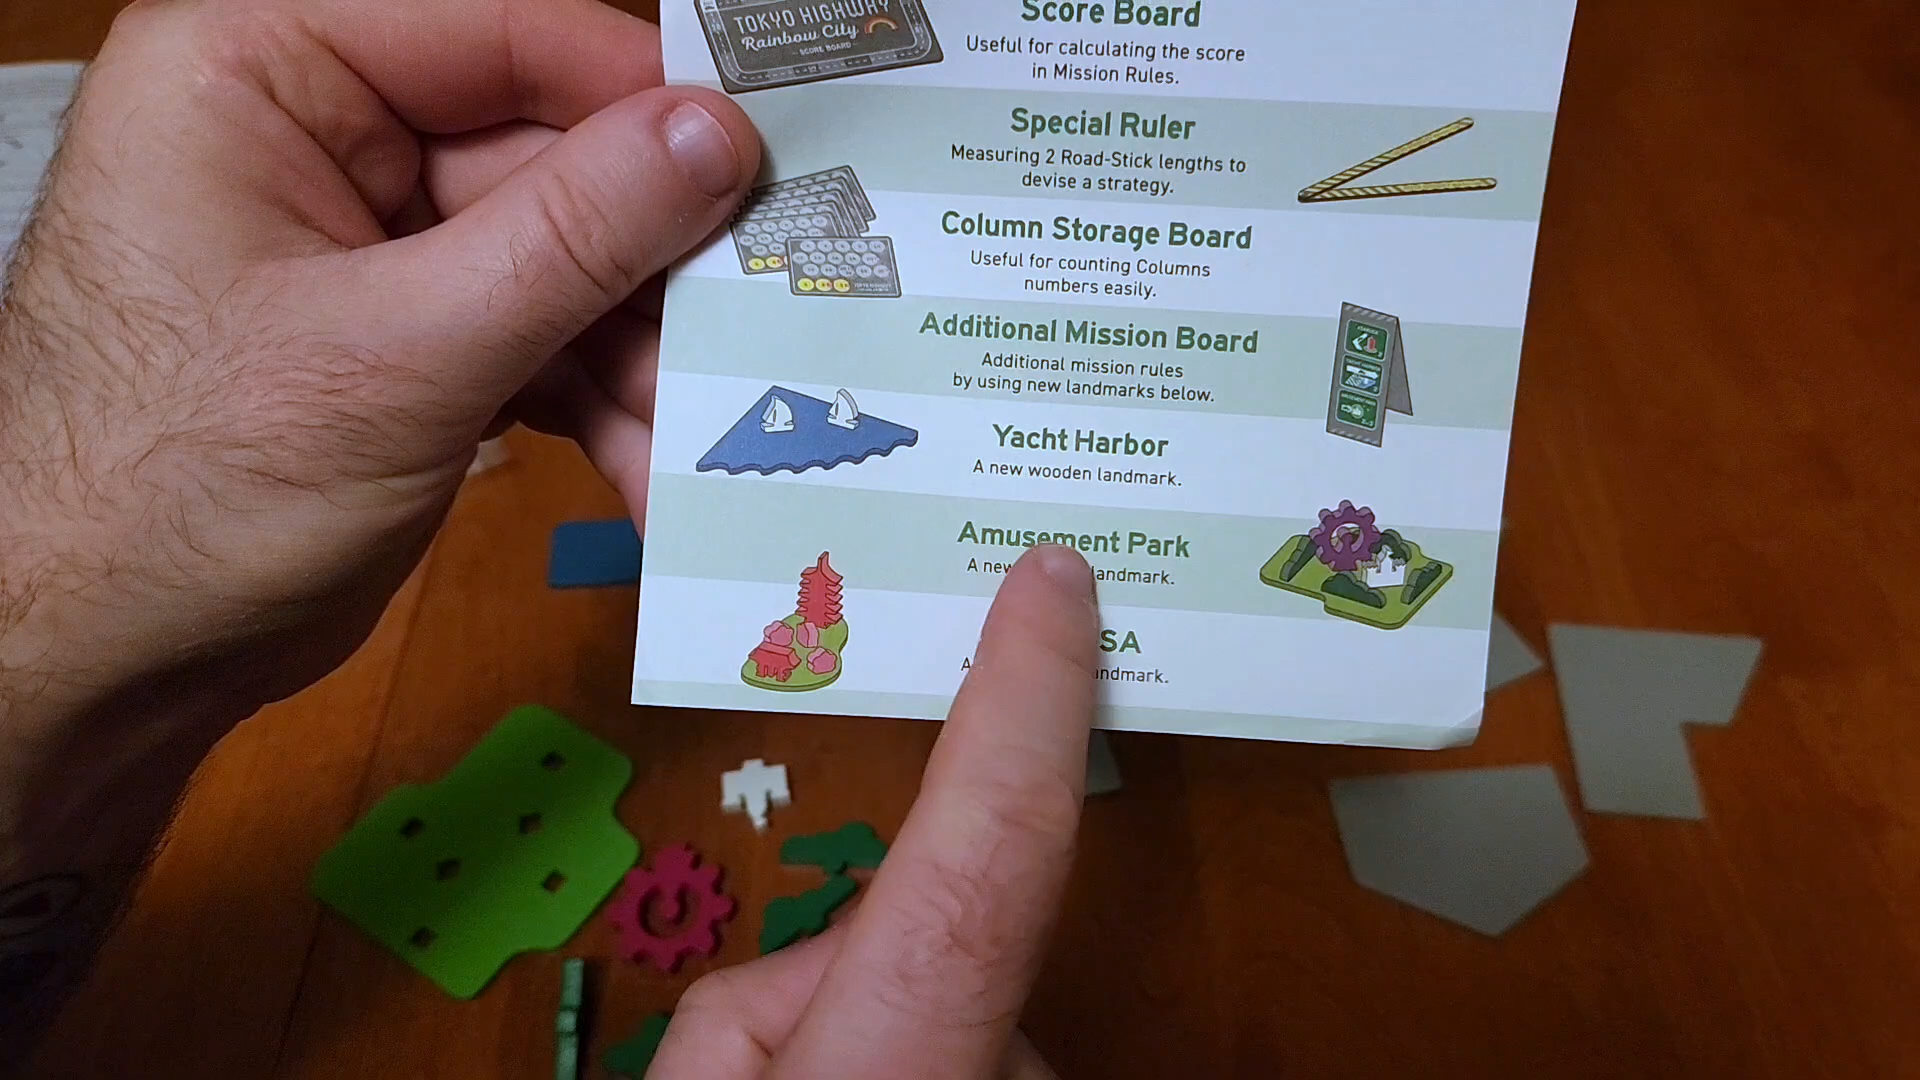 TOKYO HIGHWAY
Rainbow City
- SCORE BOARD -
Score Board
Useful for calculating the score
in Mission Rules.
Special Ruler
Measuring 2 Road-Stick lengths to
devise a strategy.
Column Storage Board
Useful for counting Columns
numbers easily.
Additional Mission Board
Additional mission rules
by using new landmarks below.
Yacht Harbor
A new wooden landmark.
Amusement Park
A new landmark.
SA
A landmark.